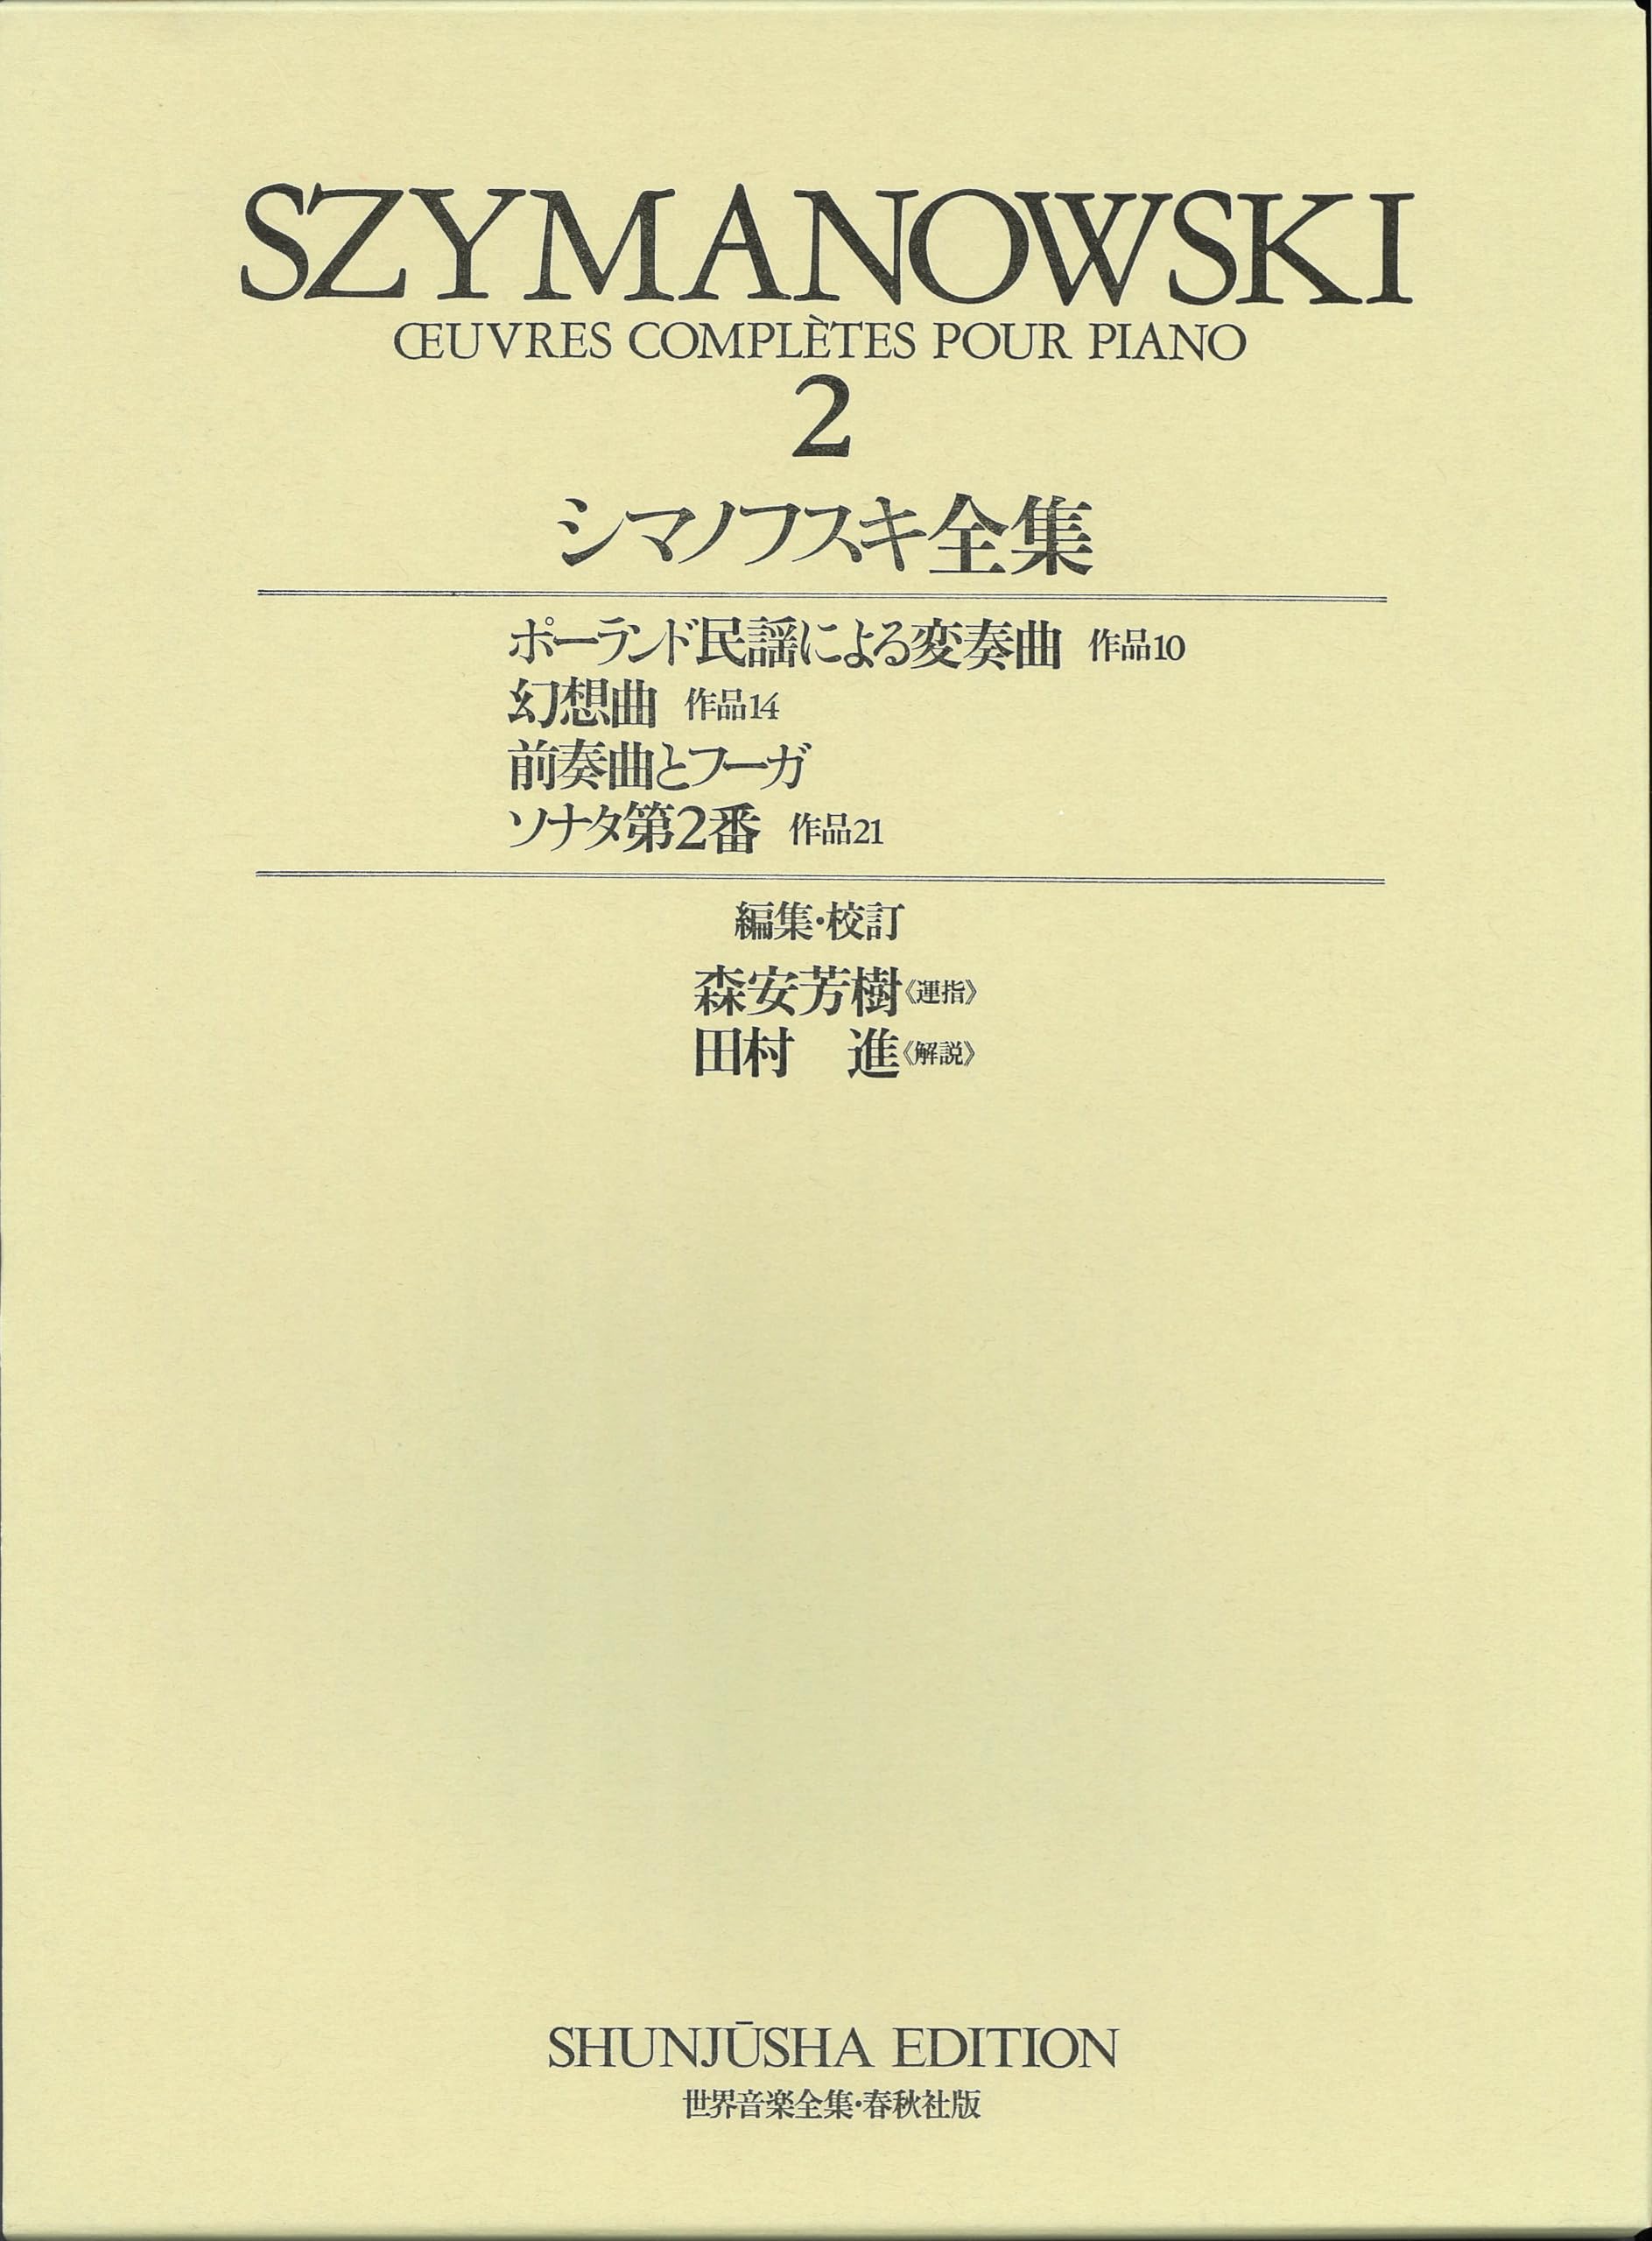 SZYMANOWSKI
ŒUVRES COMPLÈTES POUR PIANO
2
シマノフスキ全集
ポーランド民謡による変奏曲 作品10
幻想曲 作品14
前奏曲とフーガ
ソナタ第2番 作品21
編集・校訂
森安芳樹《運指》
田村 進《解説》
SHUNJŪSHA EDITION
世界音楽全集・春秋社版